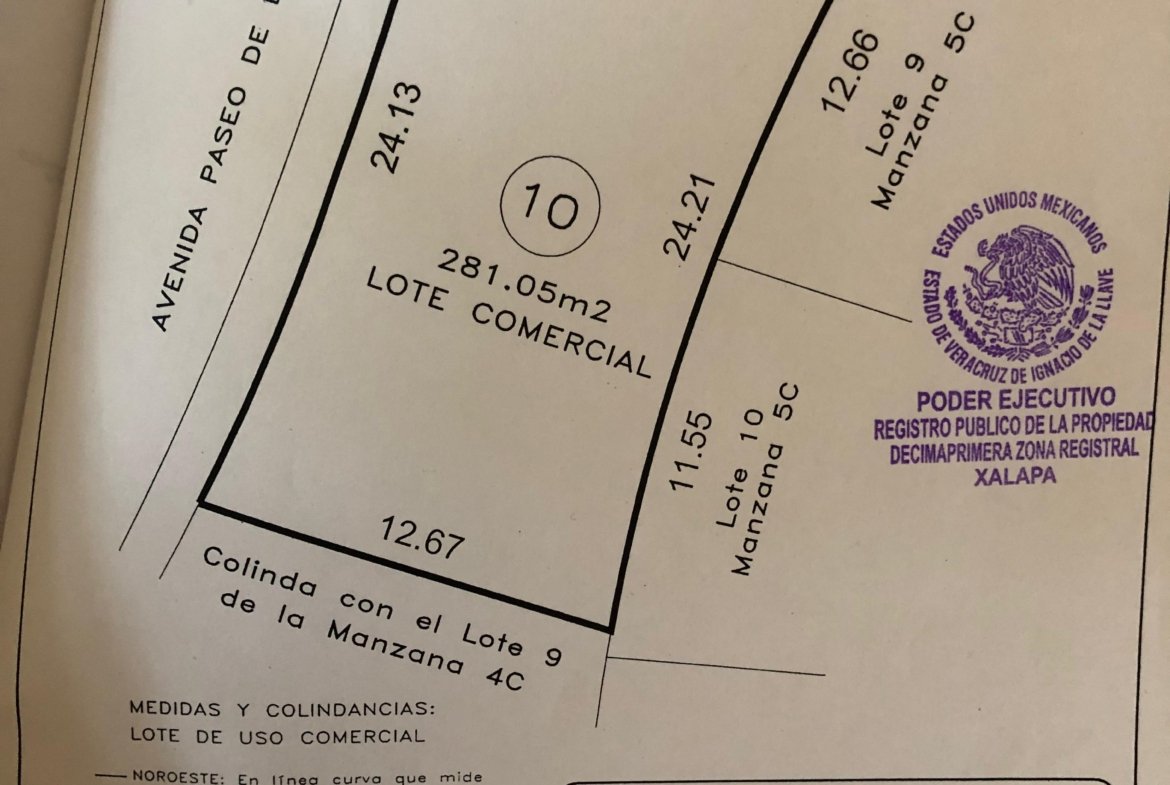 AVENIDA PASEO DE
24.13
10
281.05m2
LOTE COMERCIAL
24.21
12.66
Lote 9
Manzana 5C
11.55
Lote 10
Manzana 5C
12.67
Colinda con el Lote 9
de la Manzana 4C
ESTADOS UNIDOS MEXICANOS
ESTADO DE VERACRUZ DE IGNACIO DE LA LLAVE
PODER EJECUTIVO
REGISTRO PUBLICO DE LA PROPIEDAD
DECIMAPRIMERA ZONA REGISTRAL
XALAPA
MEDIDAS Y COLINDANCIAS:
LOTE DE USO COMERCIAL
NOROESTE: En línea curva que mide